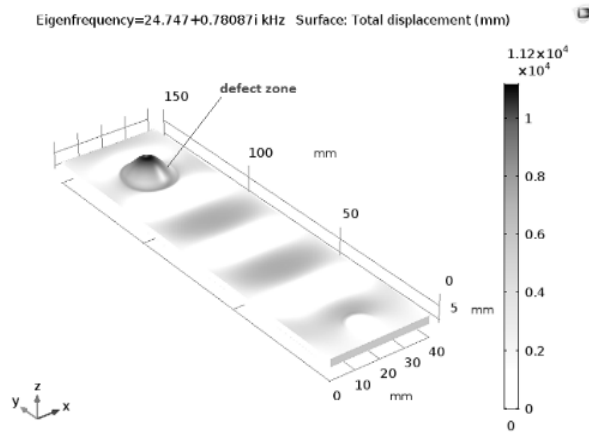 Eigenfrequency=24.747+0.78087i kHz Surface: Total displacement (mm)
1.12x10⁴
x10⁴
defect zone
150
1
100
mm
0.8
50
0.6
0
5 mm
0.4
40
30
20
10
0
mm
0.2
z
y
x
0
0